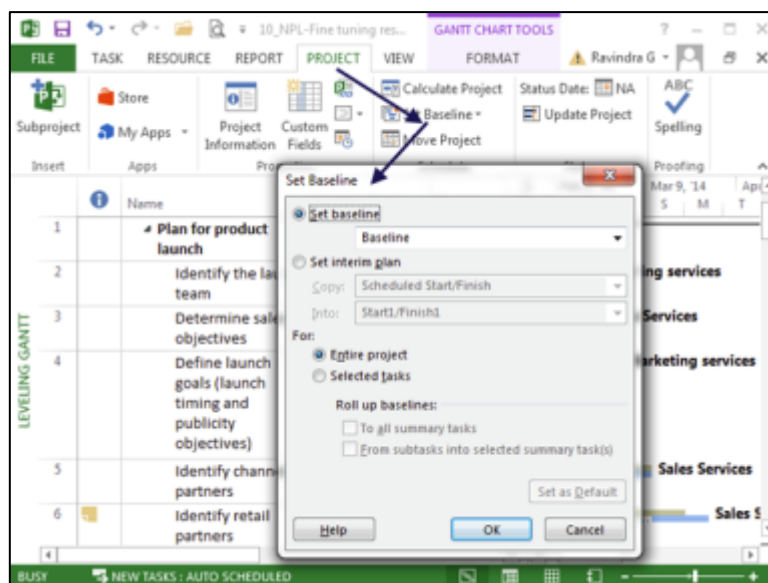 10_NPL-Fine tuning res...
GANTT CHART TOOLS
?
FILE TASK RESOURCE REPORT PROJECT VIEW FORMAT Ravindra G
Subproject
Store
My Apps
Project Information
Custom Fields
Calculate Project
Baseline
Move Project
Status Date: NA
Update Project
ABC
Spelling
Insert Apps Proofing
Set Baseline
Mar 9, '14
S M T
Name
Set baseline
Baseline
Set interim plan
Copy: Scheduled Start/Finish
Into: Start1/Finish1
For:
Entire project
Selected tasks
Roll up baselines:
To all summary tasks
From subtasks into selected summary task(s)
Set as Default
Help OK Cancel
LEVELING GANTT
1 Plan for product
launch
2 Identify the
team
3 Determine
objectives
4 Define launch
goals (launch
timing and
publicity
objectives)
5 Identify
partners
6 Identify retail
partners
services
Services
services
Sales Services
Sales
BUSY NEW TASKS : AUTO SCHEDULED